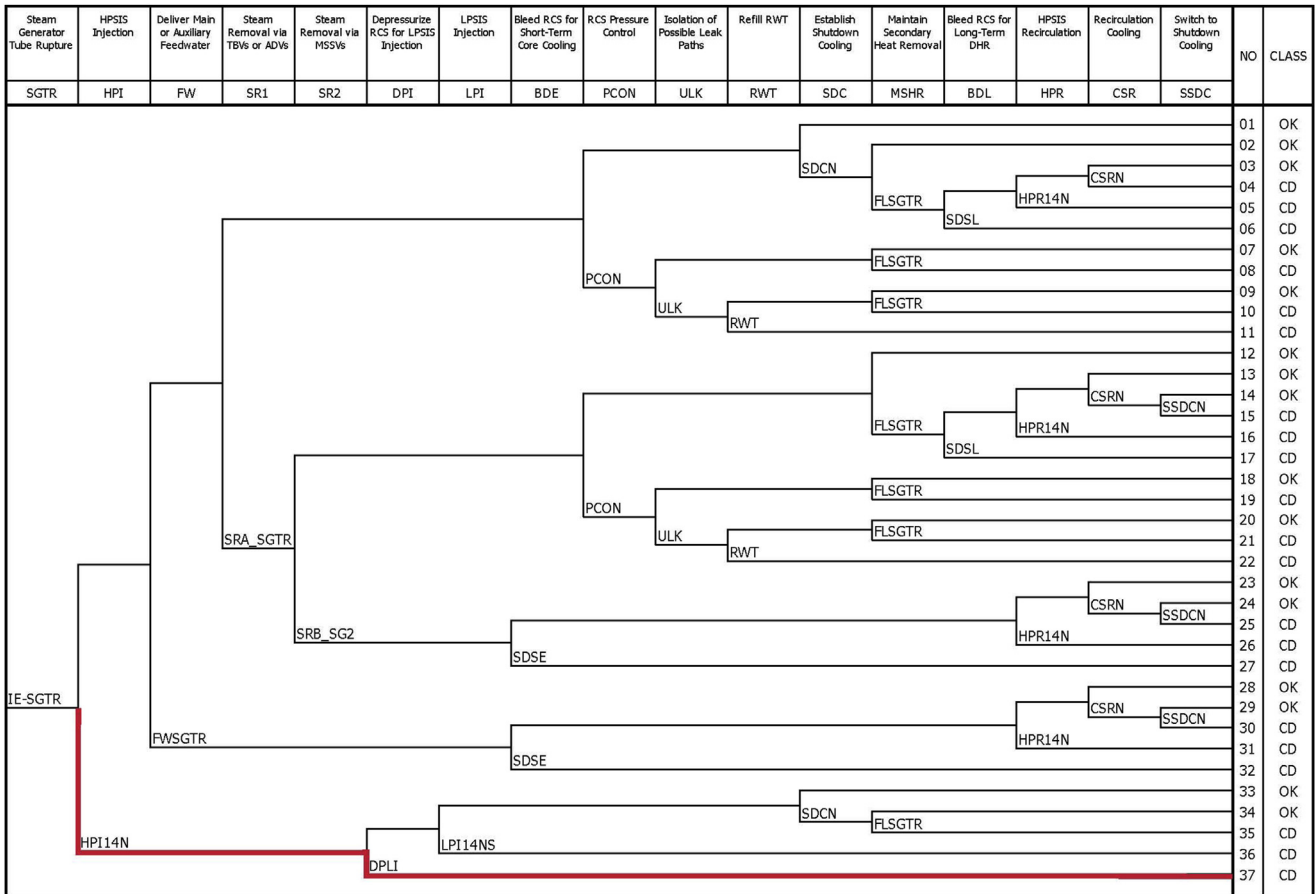 Steam Generator Tube Rupture
HPSIS Injection
Deliver Main or Auxiliary Feedwater
Steam Removal via TBVs or ADVs
Steam Removal via MSSVs
Depressurize RCS for LPSIS Injection
LPSIS Injection
Bleed RCS for Short-Term Core Cooling
RCS Pressure Control
Isolation of Possible Leak Paths
Refill RWT
Establish Shutdown Cooling
Maintain Secondary Heat Removal
Bleed RCS for Long-Term DHR
HPSIS Recirculation
Recirculation Cooling
Switch to Shutdown Cooling
NO CLASS
SGTR HPI FW SR1 SR2 DPI LPI BDE PCON ULK RWT SDC MSHR BDL HPR CSR SSDC
01 OK
02 OK
SDCN
03 OK
CSRN
04 CD
HPR14N
05 CD
FLSGTR
SDSL
06 CD
07 OK
FLSGTR
08 CD
PCON
09 OK
FLSGTR
10 CD
ULK
RWT
11 CD
12 OK
13 OK
14 OK
CSRN
SSDCN
15 CD
HPR14N
16 CD
FLSGTR
SDSL
17 CD
18 OK
FLSGTR
19 CD
PCON
20 OK
FLSGTR
21 CD
ULK
SRA_SGTR
RWT
22 CD
23 OK
24 OK
CSRN
SSDCN
25 CD
SRB_SG2
HPR14N
26 CD
SDSE
27 CD
28 OK
IE-SGTR
29 OK
CSRN
SSDCN
30 CD
FWSGTR
HPR14N
31 CD
SDSE
32 CD
33 OK
34 OK
SDCN
FLSGTR
35 CD
HPI14N
LPI14NS
36 CD
DPLI
37 CD